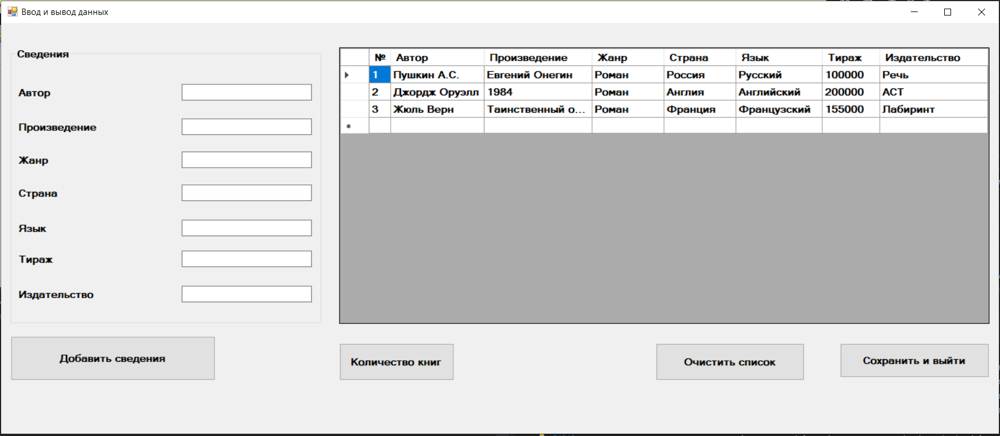 Ввод и вывод данных
Сведения
Автор
Произведение
Жанр
Страна
Язык
Тираж
Издательство
Добавить сведения
№ Автор Произведение Жанр Страна Язык Тираж Издательство
1 Пушкин А.С. Евгений Онегин Роман Россия Русский 100000 Речь
2 Джордж Оруэлл 1984 Роман Англия Английский 200000 АСТ
3 Жюль Верн Таинственный о... Роман Франция Французский 155000 Лабиринт
Количество книг
Очистить список
Сохранить и выйти